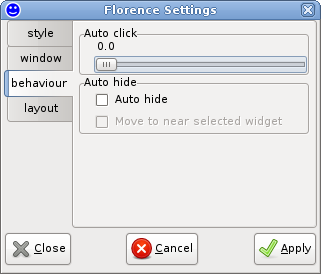 Florence Settings
style
window
behaviour
layout
Auto click
0.0
Auto hide
Auto hide
Move to near selected widget
Close
Cancel
Apply